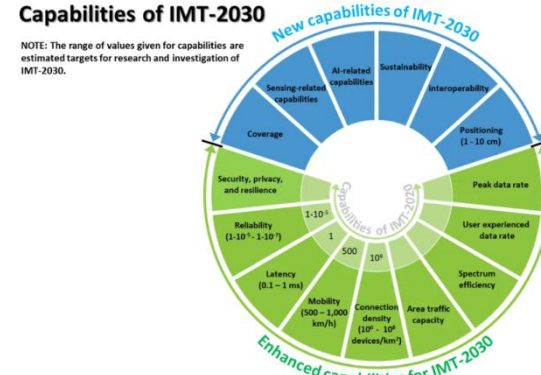 Capabilities of IMT-2030
NOTE: The range of values given for capabilities are
estimated targets for research and investigation of
IMT-2030.
New capabilities of IMT-2030
Coverage
Sensing-related
capabilities
AI-related
capabilities
Sustainability
Interoperability
Positioning
(1 - 10 cm)
Peak data rate
User experienced
data rate
Spectrum
efficiency
Area traffic
capacity
Connection
density
(10⁶ - 10⁸
devices/km²)
Mobility
(500 – 1,000
km/h)
Latency
(0.1 – 1 ms)
Reliability
(1-10⁻⁵ - 1-10⁻⁷)
Security, privacy,
and resilience
1-10⁻⁵
1
500
10⁶
Capabilities of IMT-2020
Enhanced capabilities for IMT-2030